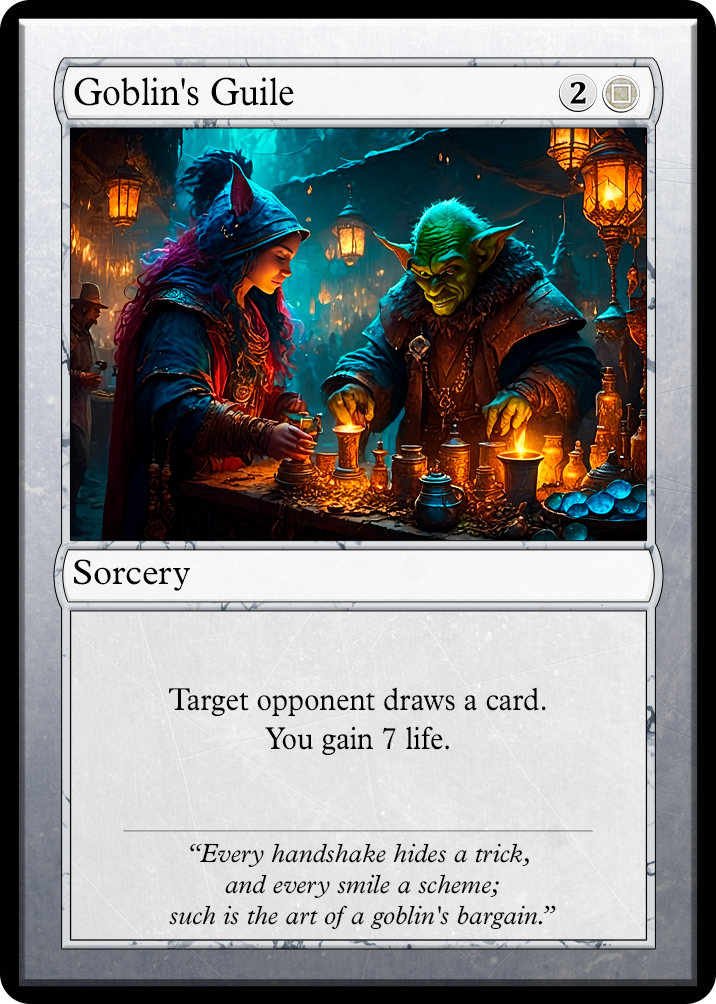 Goblin's Guile 2
Sorcery
Target opponent draws a card.
You gain 7 life.
“Every handshake hides a trick,
and every smile a scheme;
such is the art of a goblin's bargain.”